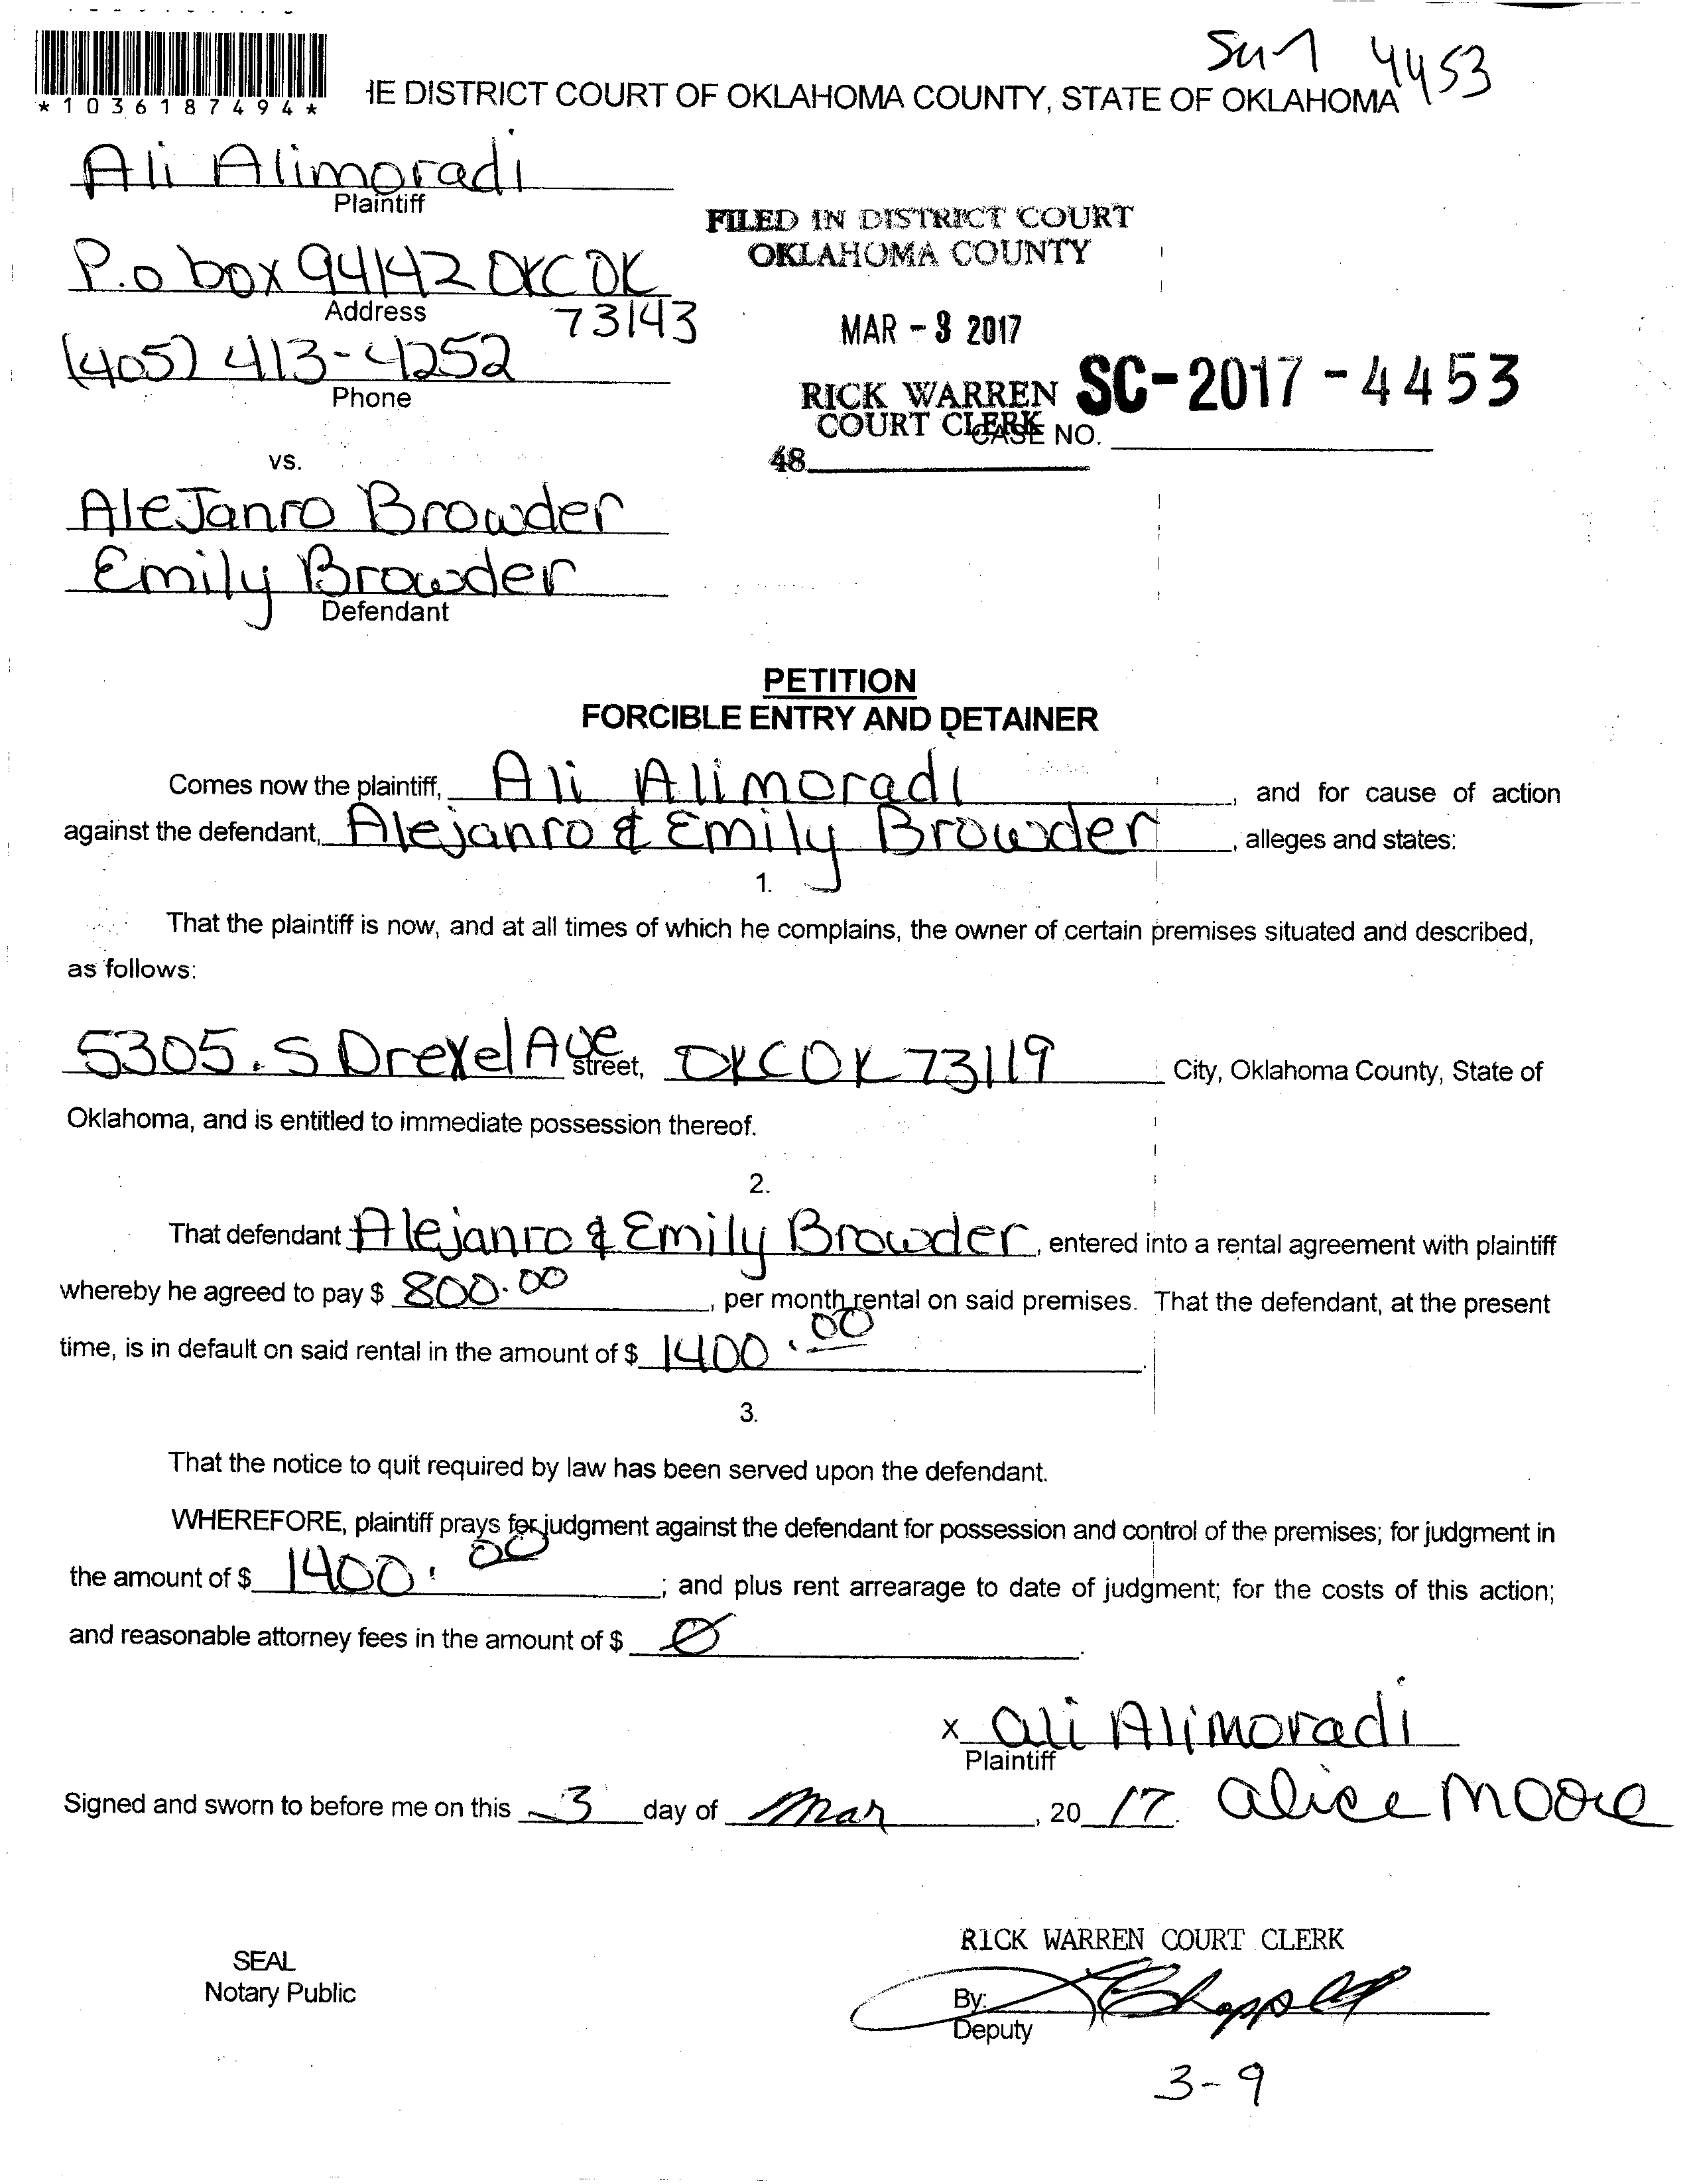 Su-1 4453
*1036187494*
IE DISTRICT COURT OF OKLAHOMA COUNTY, STATE OF OKLAHOMA
Ali Alimoradi
Plaintiff
FILED IN DISTRICT COURT
OKLAHOMA COUNTY
P.o box 94142 OKC OK
Address
73143
MAR - 3 2017
(405) 413-4252
Phone
RICK WARREN
COURT CLERK
SC-2017-4453
CASE NO.
48
vs.
AleJanro Browder
Emily Browder
Defendant
PETITION
FORCIBLE ENTRY AND DETAINER
Comes now the plaintiff, Ali Alimoradi, and for cause of action
against the defendant, Alejanro & Emily Browder, alleges and states:
1.
That the plaintiff is now, and at all times of which he complains, the owner of certain premises situated and described,
as follows:
5305. S Drexel Ave street, OKC OK 73119 City, Oklahoma County, State of
Oklahoma, and is entitled to immediate possession thereof.
2.
That defendant Alejanro & Emily Browder, entered into a rental agreement with plaintiff
whereby he agreed to pay $ 800.00, per month rental on said premises. That the defendant, at the present
time, is in default on said rental in the amount of $ 1400.00.
3.
That the notice to quit required by law has been served upon the defendant.
WHEREFORE, plaintiff prays for judgment against the defendant for possession and control of the premises; for judgment in
the amount of $ 1400.00; and plus rent arrearage to date of judgment; for the costs of this action;
and reasonable attorney fees in the amount of $ Ø.
x Ali Alimoradi
Plaintiff
Signed and sworn to before me on this 3 day of Mar, 20 17. Alice Moore
RICK WARREN COURT CLERK
SEAL
Notary Public
By:
Deputy
3-9